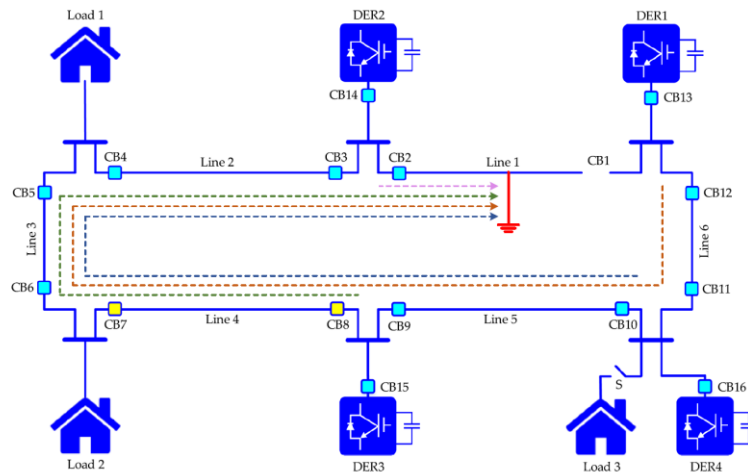 Load 1
DER2
DER1
CB14
CB13
CB4
Line 2
CB3
CB2
Line 1
CB1
CB5
CB12
Line 3
Line 6
CB6
CB11
CB7
Line 4
CB8
CB9
Line 5
CB10
CB15
S
CB16
Load 2
DER3
Load 3
DER4